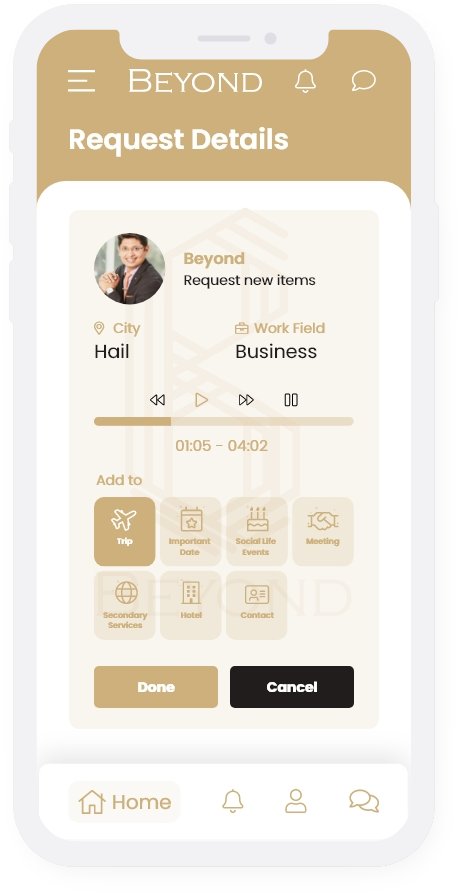 BEYOND
Request Details
Beyond
Request new items
City
Work Field
Hail
Business
01:05 - 04:02
Add to
Trip
Important
Date
Social Life
Events
Meeting
BEYOND
Secondary
Services
Hotel
Contact
Done
Cancel
Home